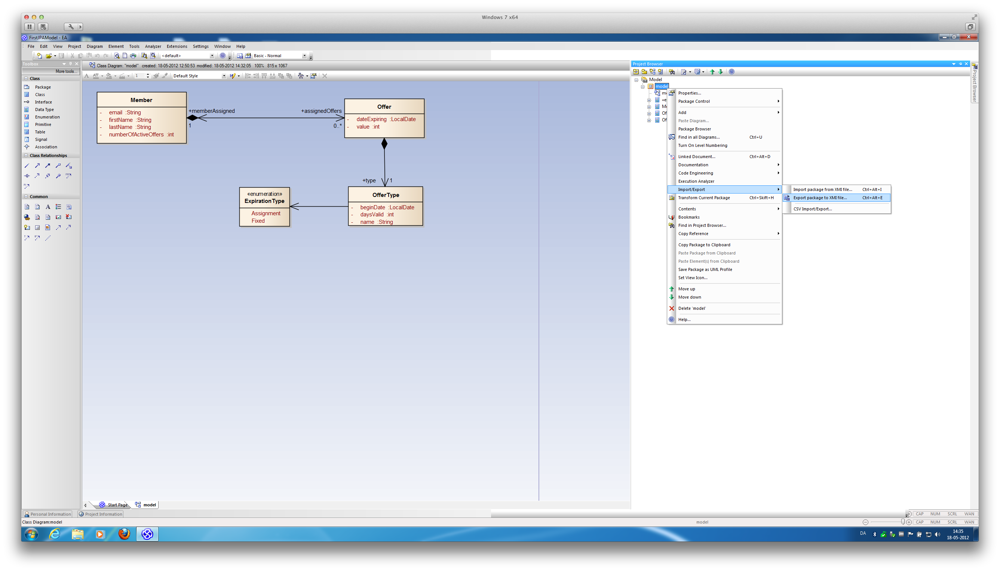 Windows 7 x64
FirstJPAModel - EA
File Edit View Project Diagram Element Tools Analyzer Extensions Settings Window Help
<default> Basic - Normal
Toolbox
More tools...
Class
Package
Class
Interface
Data Type
Enumeration
Primitive
Table
Signal
Association
Class Relationships
Common
Class Diagram: "model" created: 18-05-2012 12:50:53 modified: 18-05-2012 14:32:05 100% 815 x 1067
1 Default Style
Member
- email :String
- firstName :String
- lastName :String
- numberOfActiveOffers :int
+memberAssigned
1
+assignedOffers
0..*
Offer
- dateExpiring :LocalDate
- value :int
+type 1
«enumeration»
ExpirationType
Assignment
Fixed
OfferType
- beginDate :LocalDate
- daysValid :int
- name :String
Project Browser
Project Browser
Model
model
Properties...
Package Control
Add
Paste Diagram...
Package Browser
Find in all Diagrams... Ctrl+U
Turn On Level Numbering
Linked Document... Ctrl+Alt+D
Documentation
Code Engineering
Execution Analyzer
Import/Export
Transform Current Package Ctrl+Skift+H
Contents
Bookmarks
Find in Project Browser...
Copy Reference
Copy Package to Clipboard
Paste Package from Clipboard
Paste Element(s) from Clipboard
Save Package as UML Profile
Set View Icon...
Move up
Move down
Delete 'model'
Help...
Import package from XMI file... Ctrl+Alt+I
Export package to XMI file... Ctrl+Alt+E
CSV Import/Export...
Start Page model
Personal Information Project Information
CAP NUM SCRL WAN
Class Diagram:model model CAP NUM SCRL WAN
DA
14:35
18-05-2012